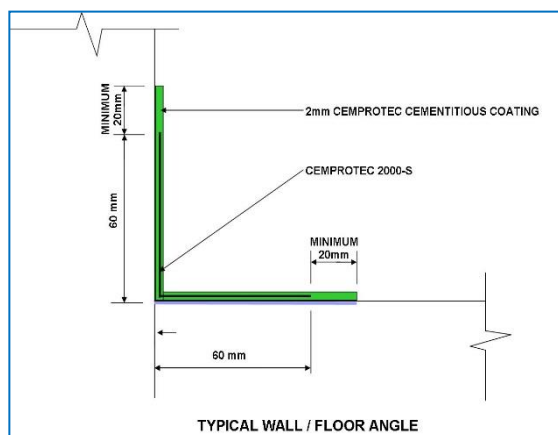 MINIMUM
20mm
2mm CEMPROTEC CEMENTITIOUS COATING
60 mm
CEMPROTEC 2000-S
MINIMUM
20mm
60 mm
TYPICAL WALL / FLOOR ANGLE